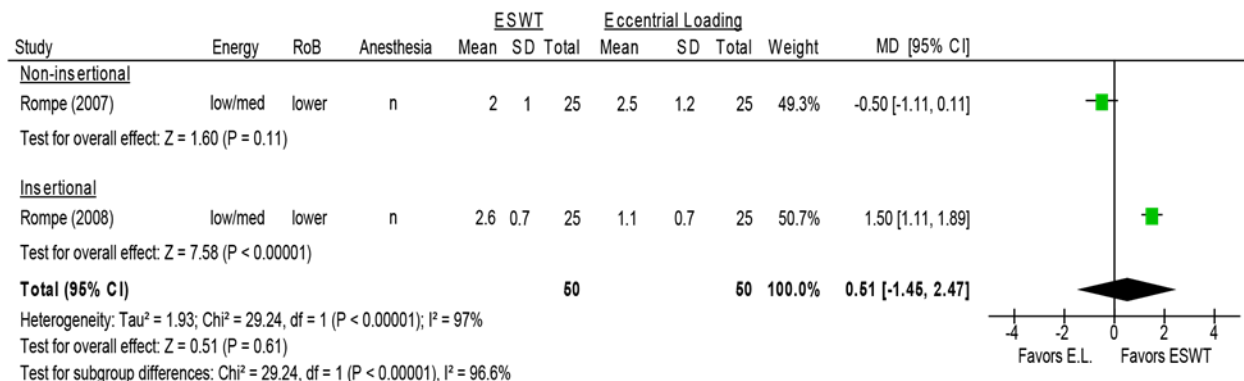 ESWT Eccentrial Loading
Study Energy RoB Anesthesia Mean SD Total Mean SD Total Weight MD [95% CI]
Non-insertional
Rompe (2007) low/med lower n 2 1 25 2.5 1.2 25 49.3% -0.50 [-1.11, 0.11]
Test for overall effect: Z = 1.60 (P = 0.11)
Insertional
Rompe (2008) low/med lower n 2.6 0.7 25 1.1 0.7 25 50.7% 1.50 [1.11, 1.89]
Test for overall effect: Z = 7.58 (P < 0.00001)
Total (95% CI) 50 50 100.0% 0.51 [-1.45, 2.47]
Heterogeneity: Tau² = 1.93; Chi² = 29.24, df = 1 (P < 0.00001); I² = 97%
Test for overall effect: Z = 0.51 (P = 0.61)
Test for subgroup differences: Chi² = 29.24, df = 1 (P < 0.00001), I² = 96.6%
-4 -2 0 2 4
Favors E.L. Favors ESWT